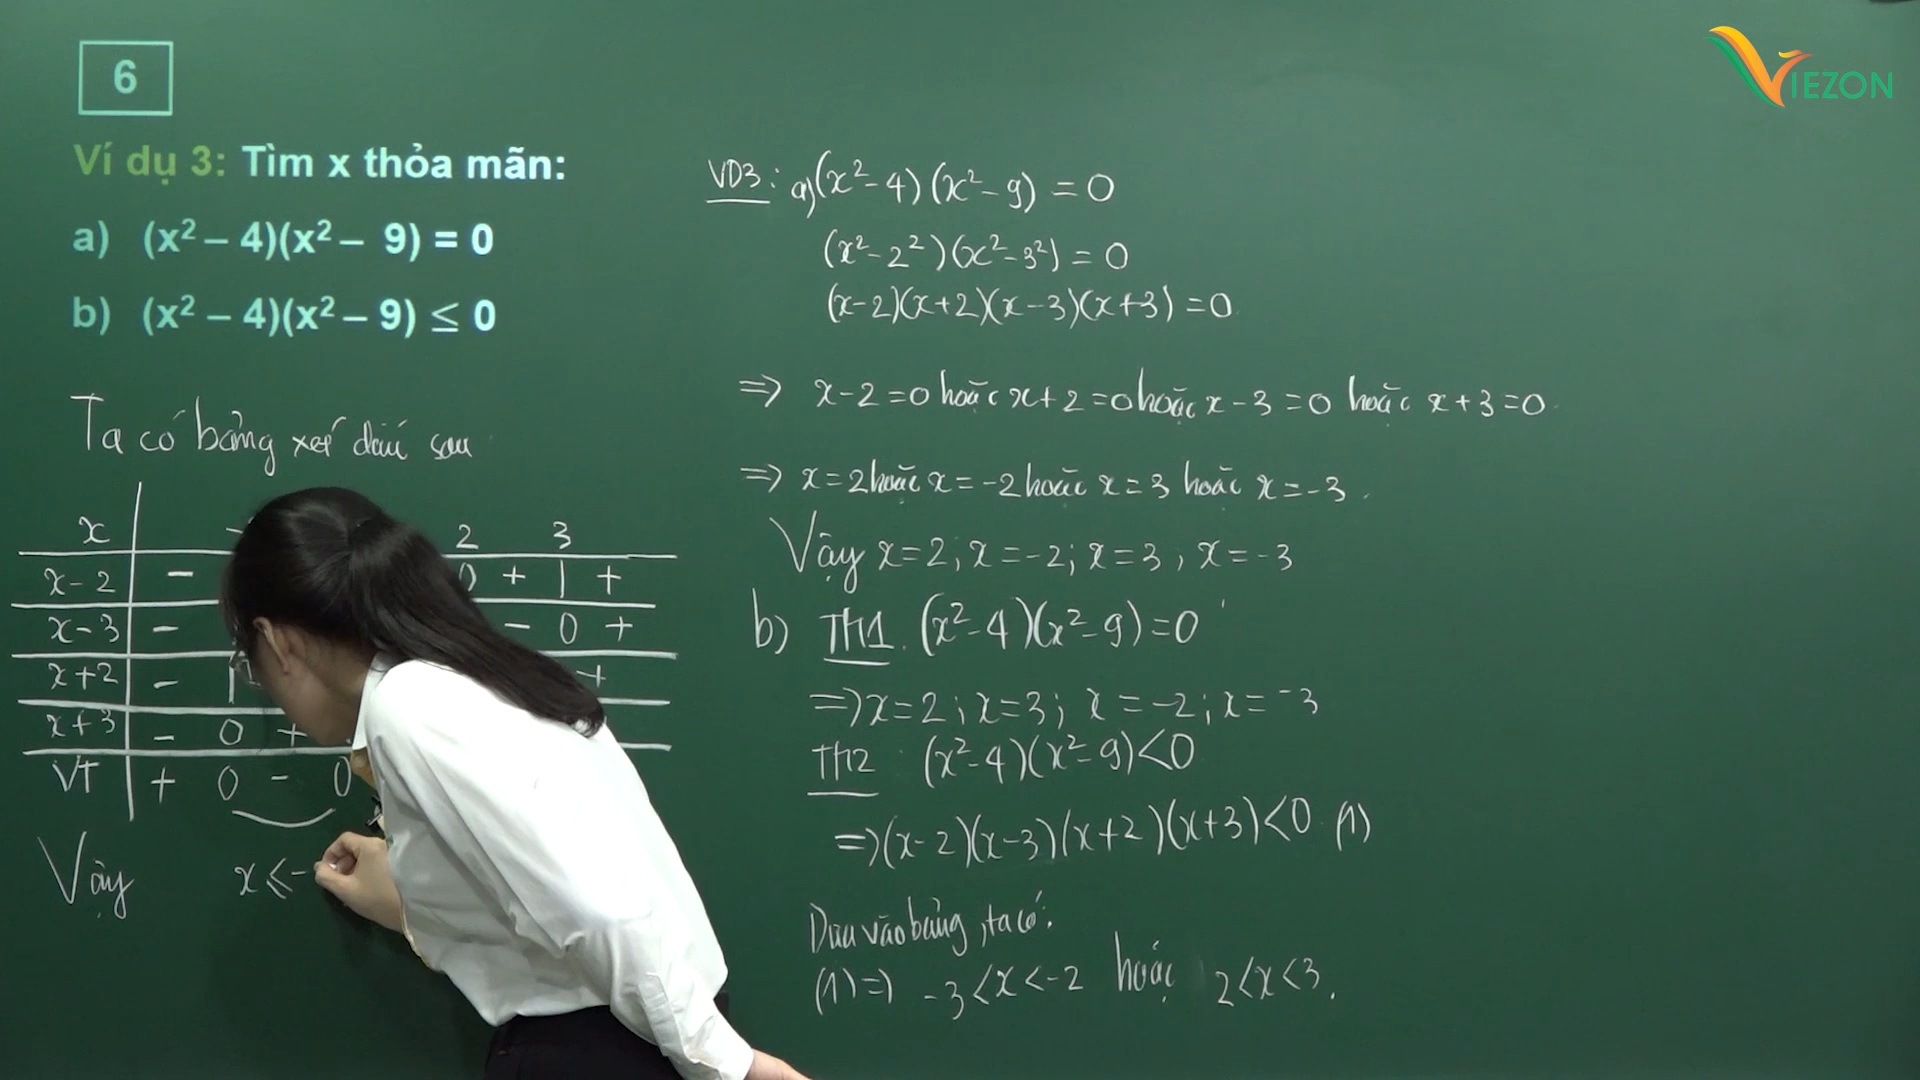 VIEZON
6
Ví dụ 3: Tìm x thỏa mãn:
a) (x² – 4)(x² – 9) = 0
b) (x² – 4)(x² – 9) ≤ 0
Ta có bảng xét dấu sau
x 2 3
x-2 - 0 + | +
x-3 - - 0 +
x+2 - | +
x+3 - 0 +
VT + 0 - 0
Vậy x ≤ -
VD3: a) (x²-4)(x²-9) = 0
(x²-2²)(x²-3²) = 0
(x-2)(x+2)(x-3)(x+3) = 0
=> x-2=0 hoặc x+2=0 hoặc x-3=0 hoặc x+3=0
=> x=2 hoặc x=-2 hoặc x=3 hoặc x=-3.
Vậy x=2; x=-2; x=3, x=-3
b) TH1. (x²-4)(x²-9)=0
=> x=2; x=3; x=-2; x=-3
TH2 (x²-4)(x²-9)<0
=> (x-2)(x-3)(x+2)(x+3)<0 (1)
Dựa vào bảng, ta có:
(1) => -3<x<-2 hoặc 2<x<3.